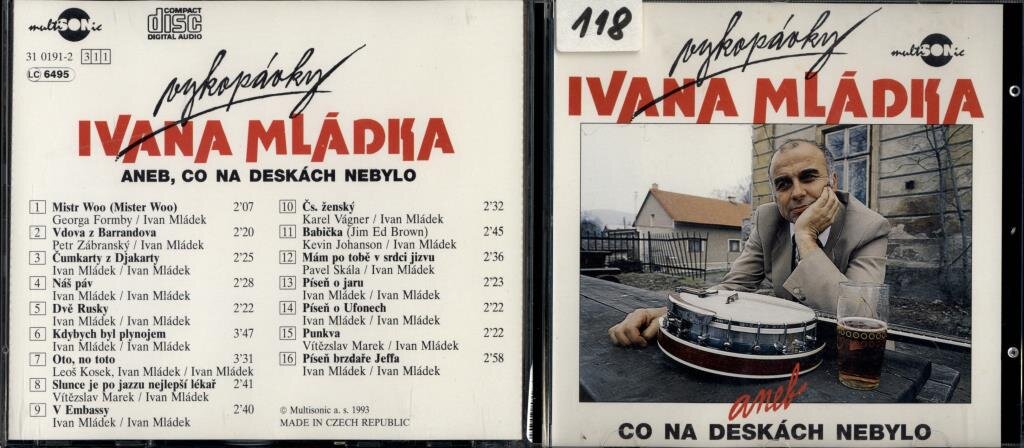 multiSONic
COMPACT
disc
DIGITAL AUDIO
31 0191-2 311
LC 6495
vykopávky
IVANA MLÁDKA
ANEB, CO NA DESKÁCH NEBYLO
1 Mistr Woo (Mister Woo) 2'07
Georga Formby / Ivan Mládek
2 Vdova z Barrandova 2'20
Petr Zábranský / Ivan Mládek
3 Čumkarty z Djakarty 2'25
Ivan Mládek / Ivan Mládek
4 Náš páv 2'28
Ivan Mládek / Ivan Mládek
5 Dvě Rusky 2'22
Ivan Mládek / Ivan Mládek
6 Kdybych byl plynojem 3'47
Ivan Mládek / Ivan Mládek
7 Oto, no toto 3'31
Leoš Kosek, Ivan Mládek / Ivan Mládek
8 Slunce je po jazzu nejlepší lékař 2'41
Vítězslav Marek / Ivan Mládek
9 V Embassy 2'40
Ivan Mládek / Ivan Mládek
10 Čs. ženský 2'32
Karel Vágner / Ivan Mládek
11 Babička (Jim Ed Brown) 2'45
Kevin Johanson / Ivan Mládek
12 Mám po tobě v srdci jizvu 2'36
Pavel Skála / Ivan Mládek
13 Píseň o jaru 2'23
Ivan Mládek / Ivan Mládek
14 Píseň o Ufonech 2'22
Ivan Mládek / Ivan Mládek
15 Punkva 2'22
Vítězslav Marek / Ivan Mládek
16 Píseň brzdaře Jeffa 2'58
Ivan Mládek / Ivan Mládek
© Multisonic a. s. 1993
MADE IN CZECH REPUBLIC
118
vykopávky
multiSONic
IVANA MLÁDKA
aneb
CO NA DESKÁCH NEBYLO